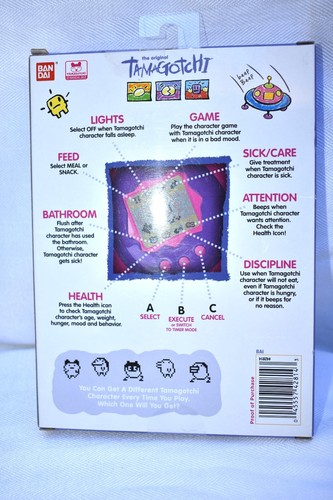 BAN
DAI
the original
TAMAGOTCHI
beep
Beep!
LIGHTS
Select OFF when Tamagotchi
character falls asleep.
GAME
Play the character game
with Tamagotchi character
when it is in a bad mood.
FEED
Select MEAL or
SNACK.
SICK/CARE
Give treatment
when Tamagotchi
character is sick.
ATTENTION
Beeps when
Tamagotchi character
wants attention.
Check the
Health icon!
BATHROOM
Flush after
Tamagotchi character
has used the
bathroom.
Otherwise,
Tamagotchi character
gets sick!
DISCIPLINE
Use when Tamagotchi
character will not eat,
even if Tamagotchi
character is hungry,
or if it beeps for
no reason.
HEALTH
Press the Health icon
to check Tamagotchi
character's age, weight,
hunger, mood and behavior.
A
SELECT
B
EXECUTE
or SWITCH
TO TIMER MODE
C
CANCEL
You Can Get A Different Tamagotchi
Character Every Time You Play.
Which One Will You Get?
Proof of Purchase